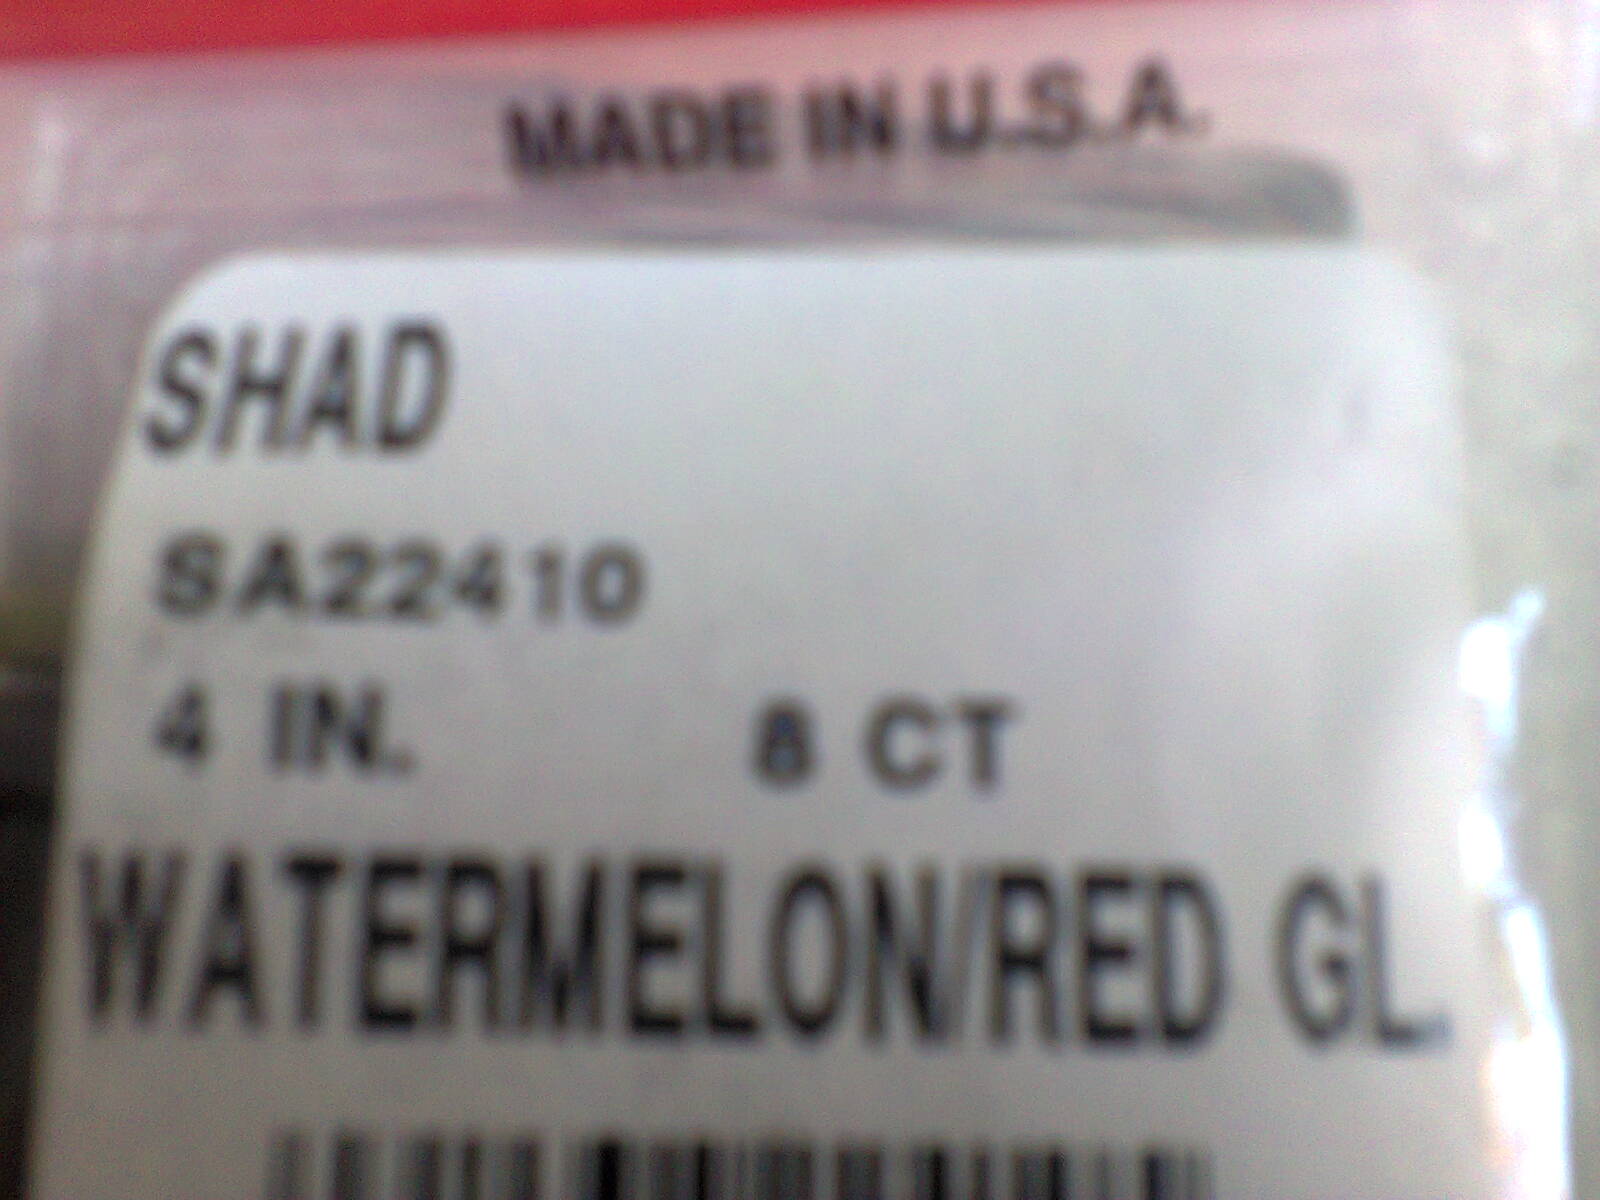 MADE IN U.S.A.
SHAD
SA22410
4 IN. 8 CT
WATERMELON/RED GL.